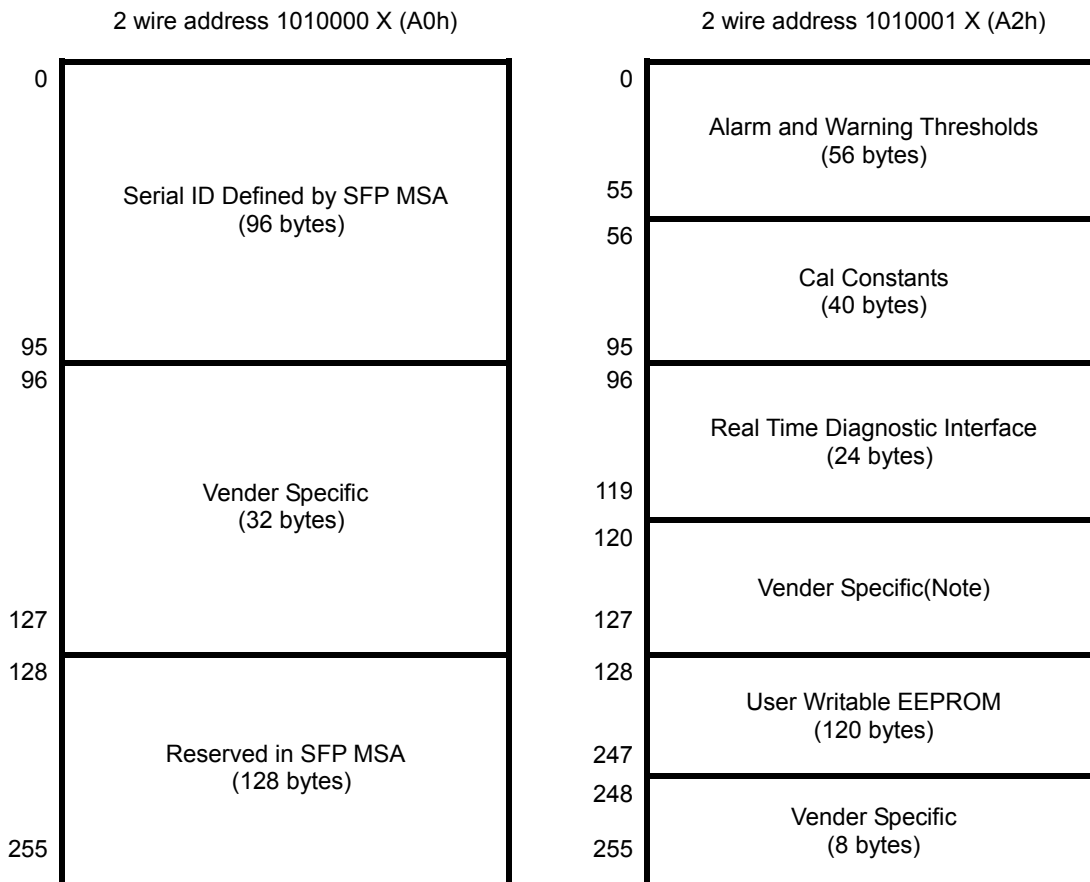 2 wire address 1010000 X (A0h)
0
Serial ID Defined by SFP MSA
(96 bytes)
95
96
Vender Specific
(32 bytes)
127
128
Reserved in SFP MSA
(128 bytes)
255
2 wire address 1010001 X (A2h)
0
Alarm and Warning Thresholds
(56 bytes)
55
56
Cal Constants
(40 bytes)
95
96
Real Time Diagnostic Interface
(24 bytes)
119
120
Vender Specific(Note)
127
128
User Writable EEPROM
(120 bytes)
247
248
Vender Specific
(8 bytes)
255